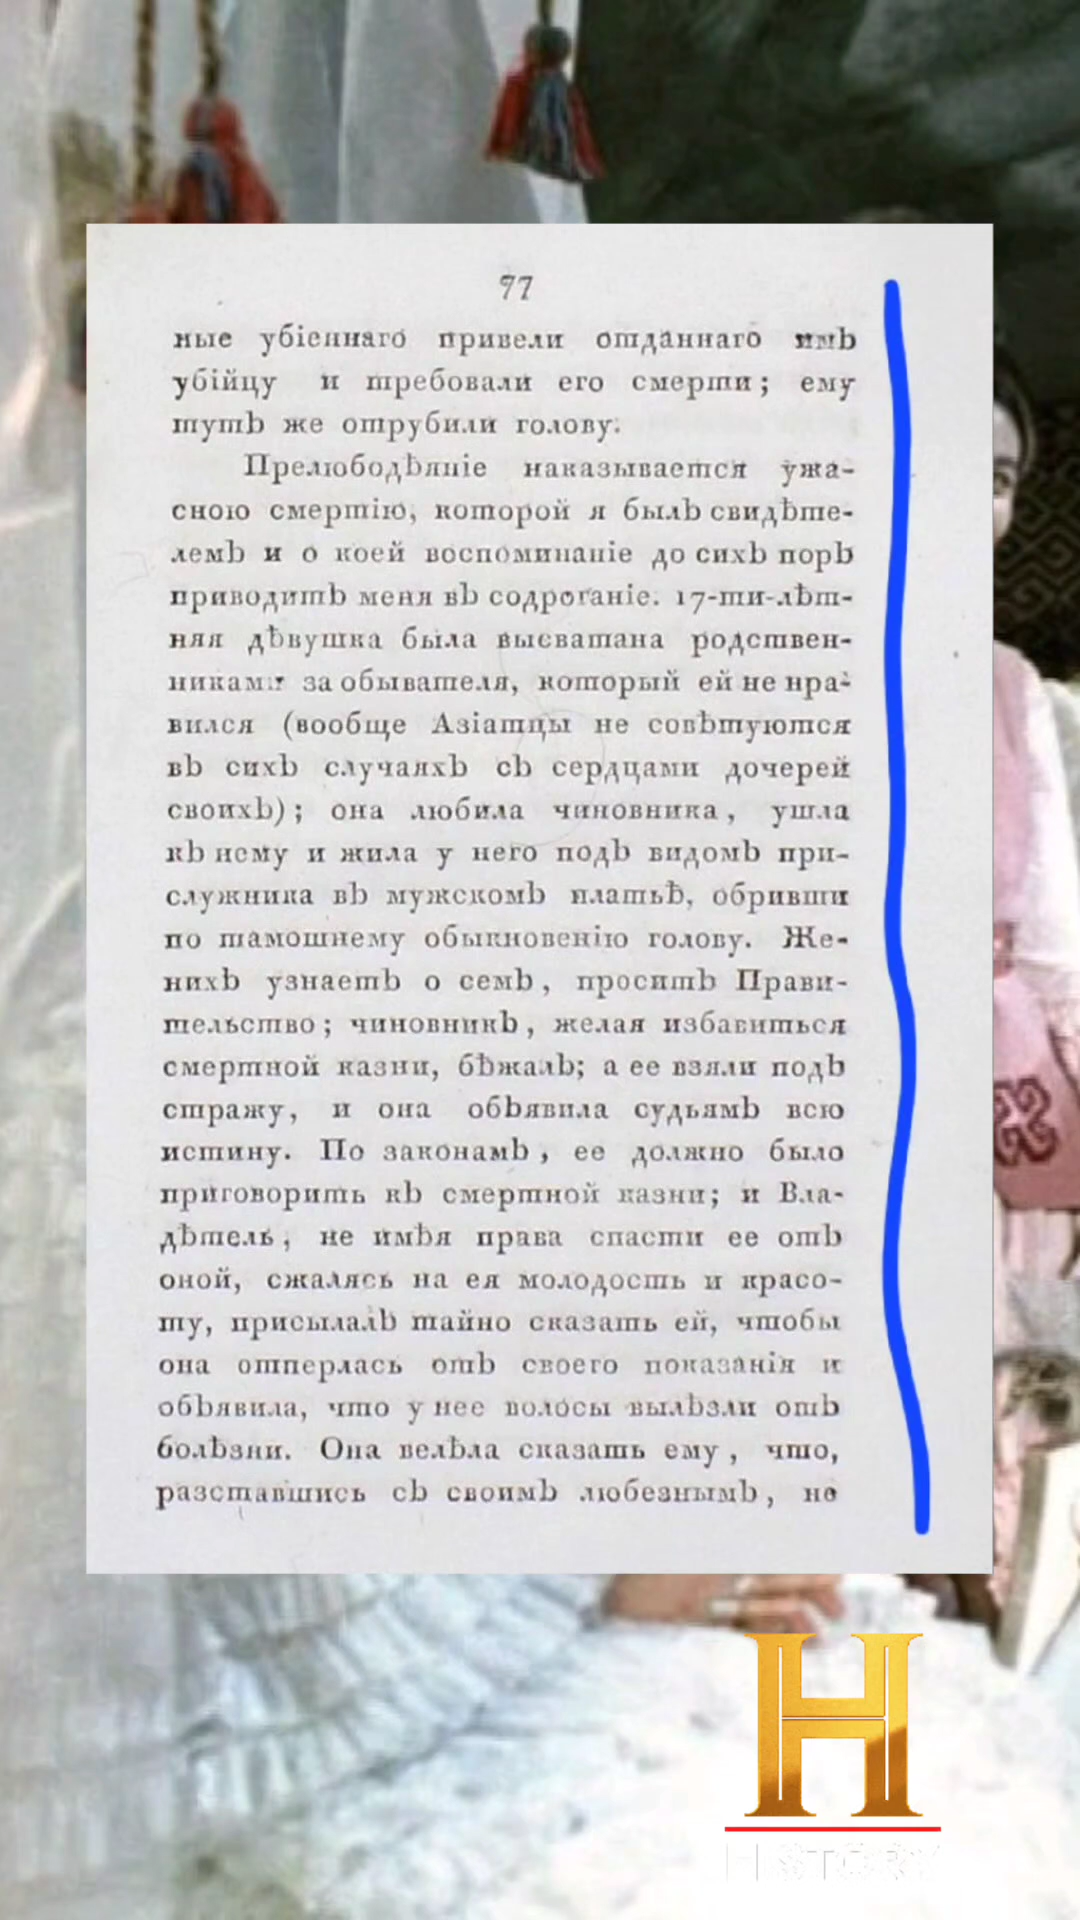 77
ные убіеннаго привели отданнаго имъ
убійцу и требовали его смерти; ему
тутъ же отрубили голову.
Прелюбодѣяніе наказывается ужа-
сною смертію, которой я былъ свидѣте-
лемъ и о коей воспоминаніе до сихъ поръ
приводитъ меня въ содроганіе. 17-ти-лѣт-
няя дѣвушка была высватана родствен-
никами за обывателя, который ей не нра-
вился (вообще Азіатцы не совѣтуются
въ сихъ случаяхъ съ сердцами дочерей
своихъ); она любила чиновника, ушла
къ нему и жила у него подъ видомъ при-
служника въ мужскомъ платьѣ, обривши
по тамошнему обыкновенію голову. Же-
нихъ узнаетъ о семъ, проситъ Прави-
тельство; чиновникъ, желая избавиться
смертной казни, бѣжалъ; а ее взяли подъ
стражу, и она объявила судьямъ всю
истину. По законамъ, ее должно было
приговорить къ смертной казни; и Вла-
дѣтель, не имѣя права спасти ее отъ
оной, сжалясь на ея молодость и красо-
ту, присылалъ тайно сказать ей, чтобы
она отперлась отъ своего показанія и
объявила, что у нее волосы вылѣзли отъ
болѣзни. Она велѣла сказать ему, что,
разставшись съ своимъ любезнымъ, не
H
HISTORY